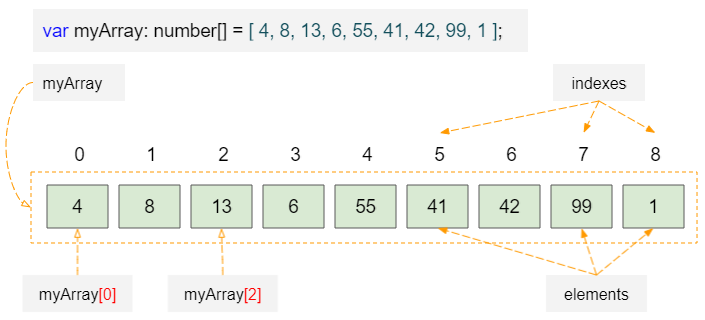 var myArray: number[] = [ 4, 8, 13, 6, 55, 41, 42, 99, 1 ];
myArray
indexes
0 1 2 3 4 5 6 7 8
4 8 13 6 55 41 42 99 1
myArray[0] myArray[2] elements